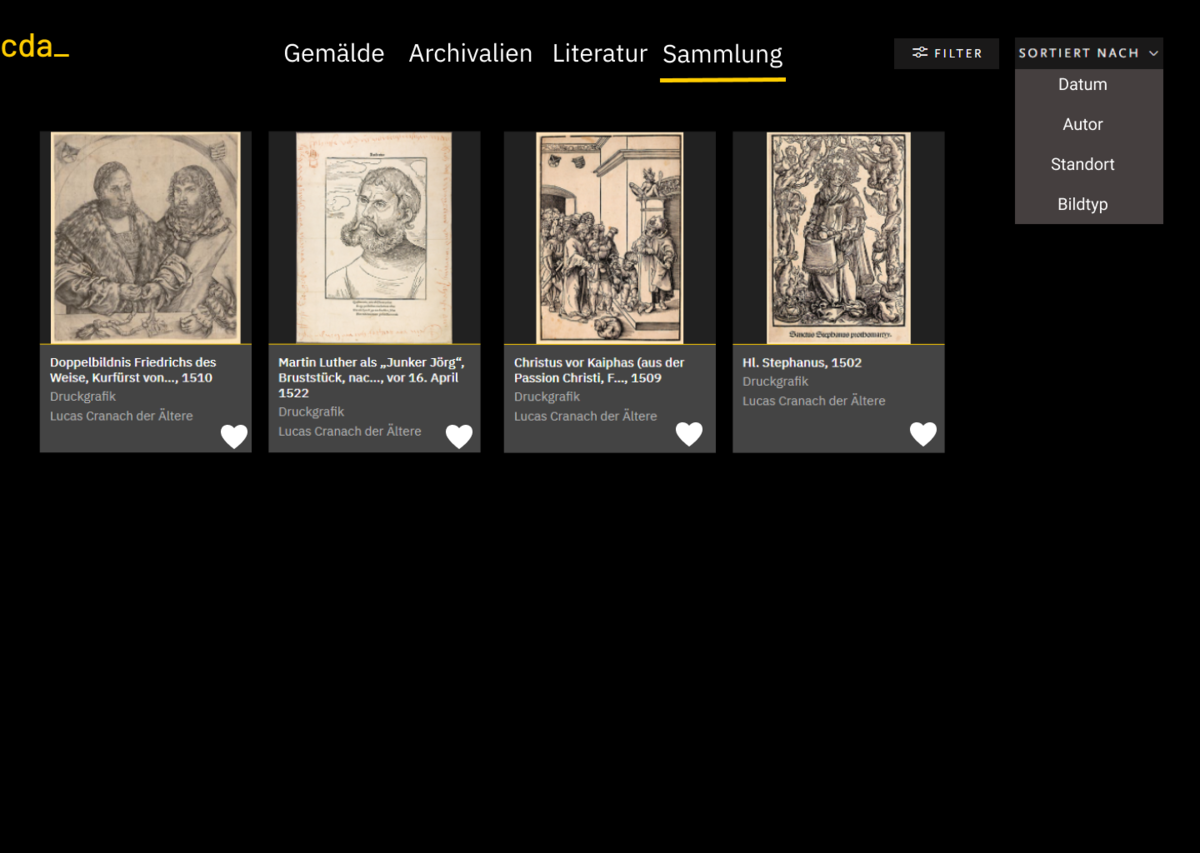 cda_
Gemälde Archivalien Literatur Sammlung
FILTER
SORTIERT NACH
Datum
Autor
Standort
Bildtyp
Doppelbildnis Friedrichs des
Weise, Kurfürst von..., 1510
Druckgrafik
Lucas Cranach der Ältere
Martin Luther als „Junker Jörg“,
Bruststück, nac..., vor 16. April
1522
Druckgrafik
Lucas Cranach der Ältere
Christus vor Kaiphas (aus der
Passion Christi, F..., 1509
Druckgrafik
Lucas Cranach der Ältere
Sanctus Stephanus prothomartyr.
Hl. Stephanus, 1502
Druckgrafik
Lucas Cranach der Ältere